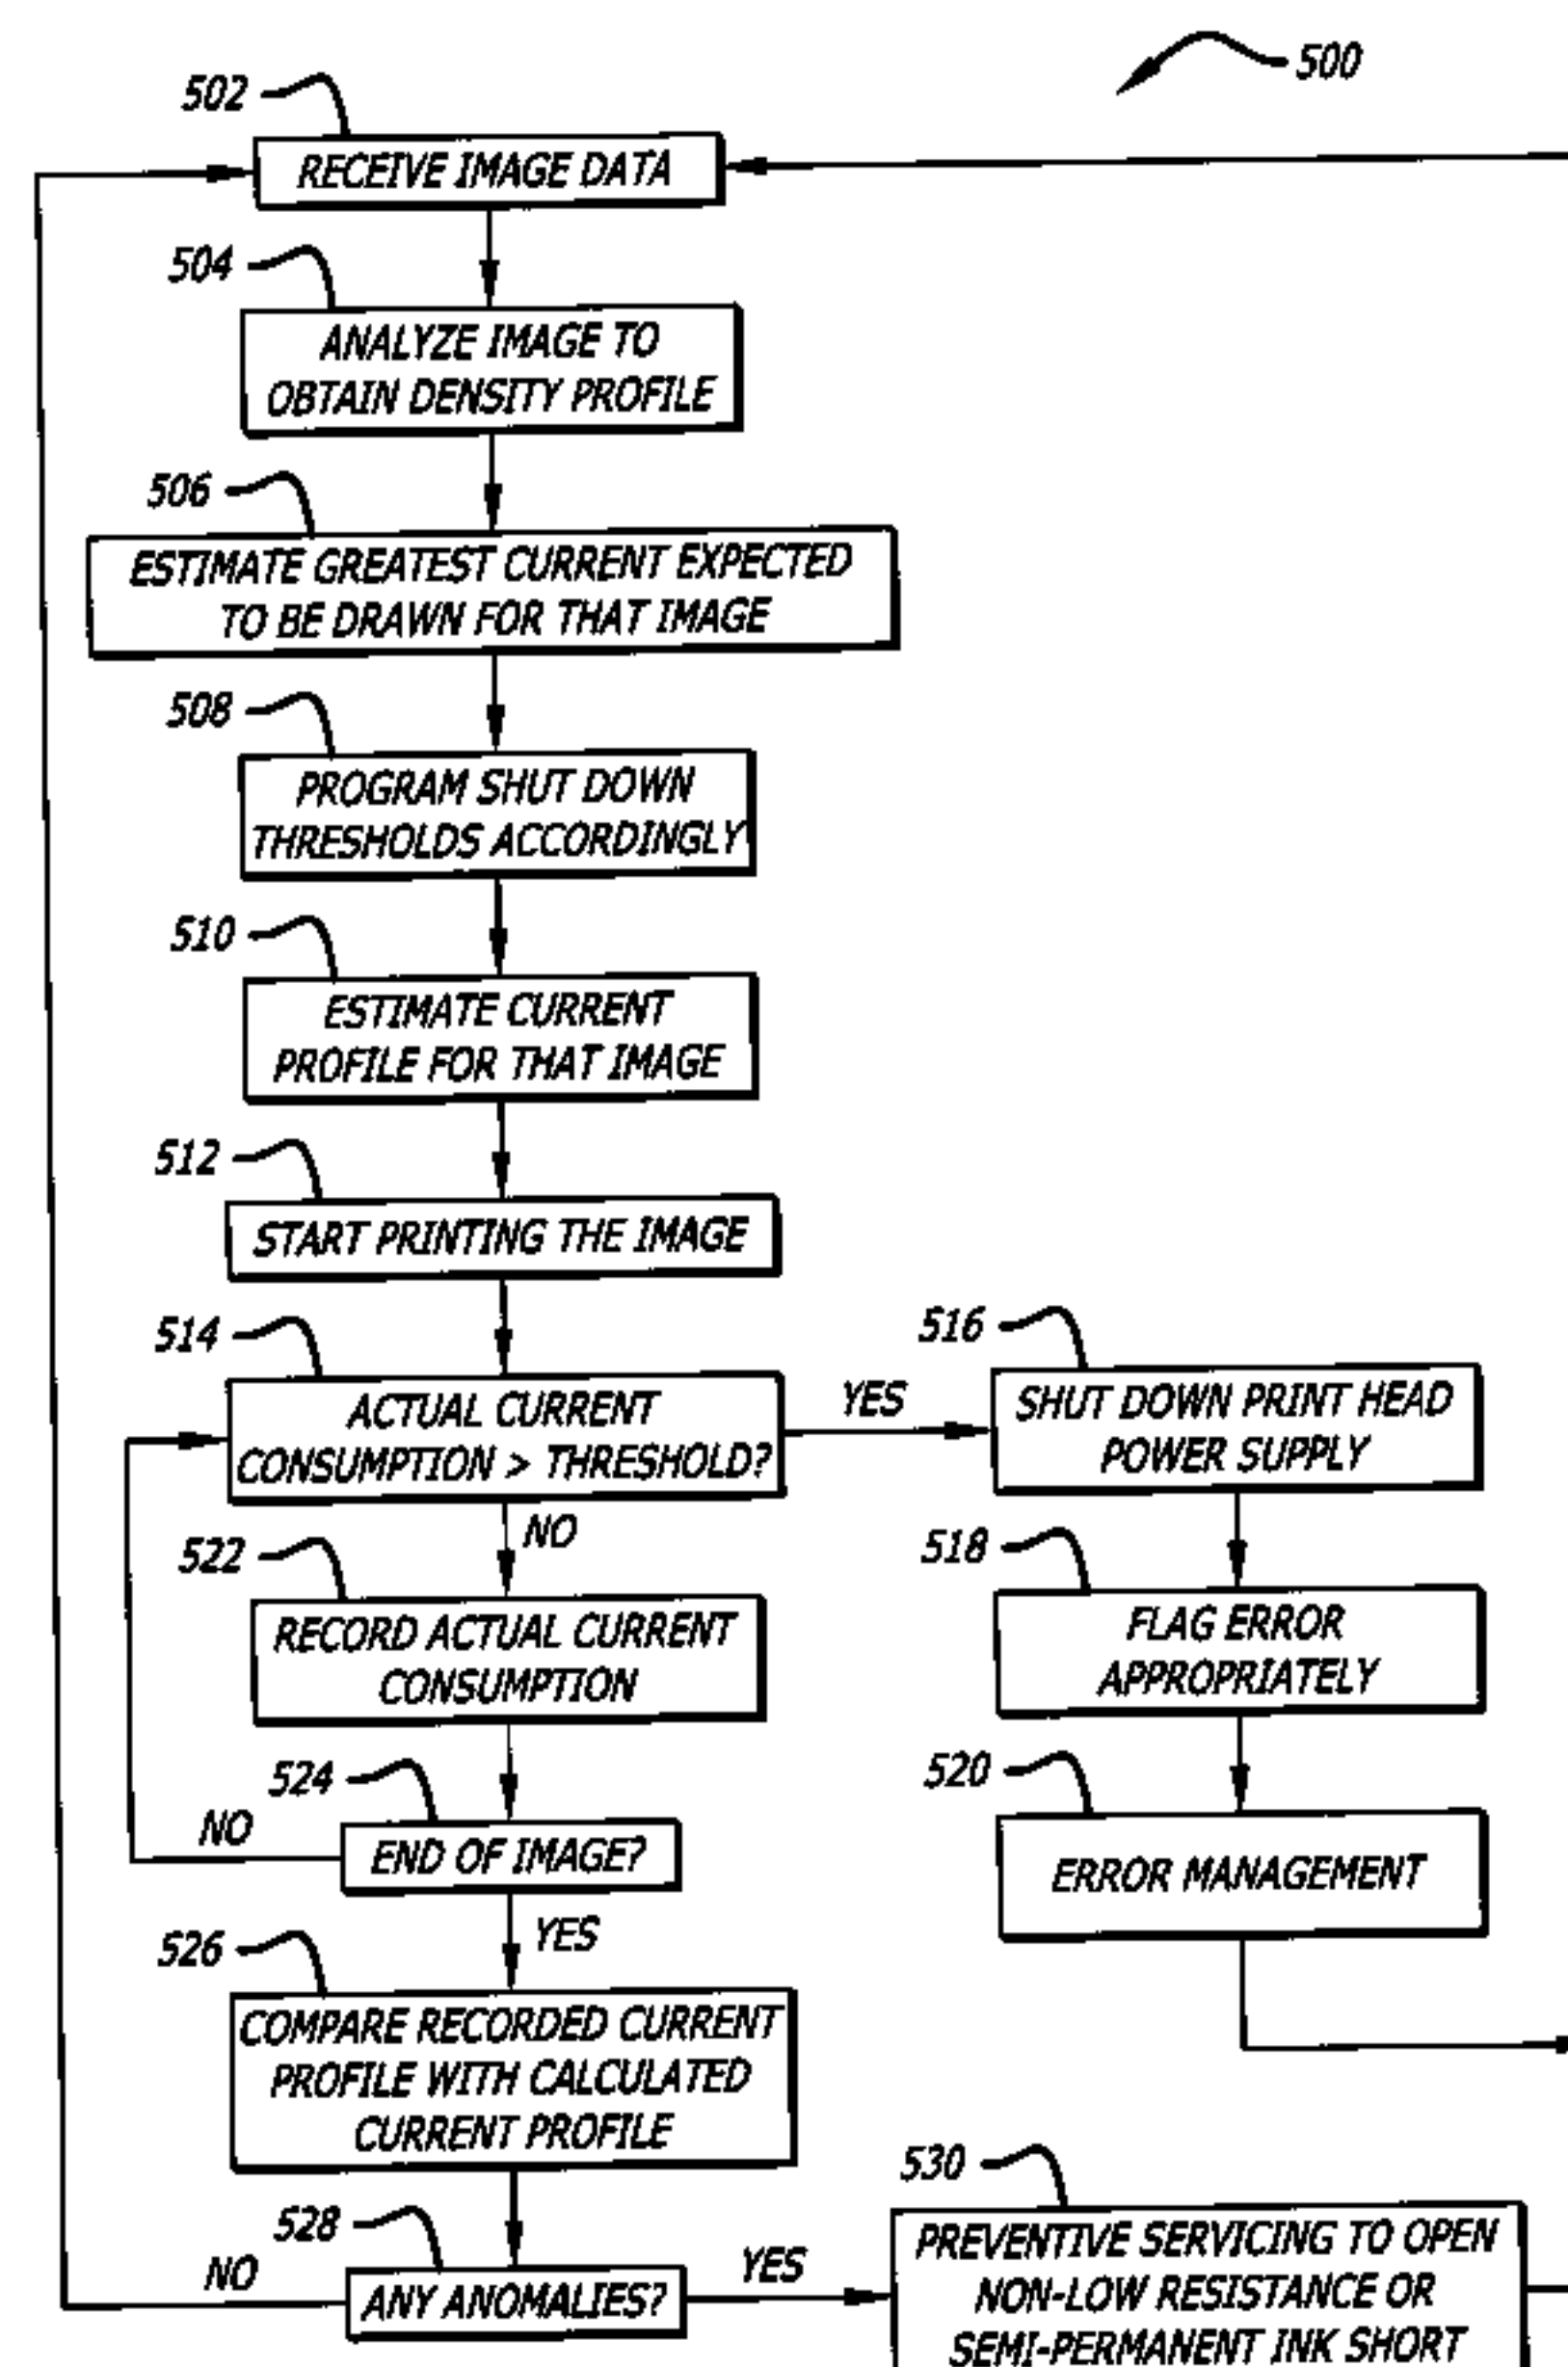 500
502
RECEIVE IMAGE DATA
504
ANALYZE IMAGE TO
OBTAIN DENSITY PROFILE
506
ESTIMATE GREATEST CURRENT EXPECTED
TO BE DRAWN FOR THAT IMAGE
508
PROGRAM SHUT DOWN
THRESHOLDS ACCORDINGLY
510
ESTIMATE CURRENT
PROFILE FOR THAT IMAGE
512
START PRINTING THE IMAGE
514
ACTUAL CURRENT
CONSUMPTION > THRESHOLD?
YES
516
SHUT DOWN PRINT HEAD
POWER SUPPLY
NO
518
FLAG ERROR
APPROPRIATELY
522
RECORD ACTUAL CURRENT
CONSUMPTION
520
ERROR MANAGEMENT
524
END OF IMAGE?
NO
YES
526
COMPARE RECORDED CURRENT
PROFILE WITH CALCULATED
CURRENT PROFILE
528
ANY ANOMALIES?
NO
YES
530
PREVENTIVE SERVICING TO OPEN
NON-LOW RESISTANCE OR
SEMI-PERMANENT INK SHORT